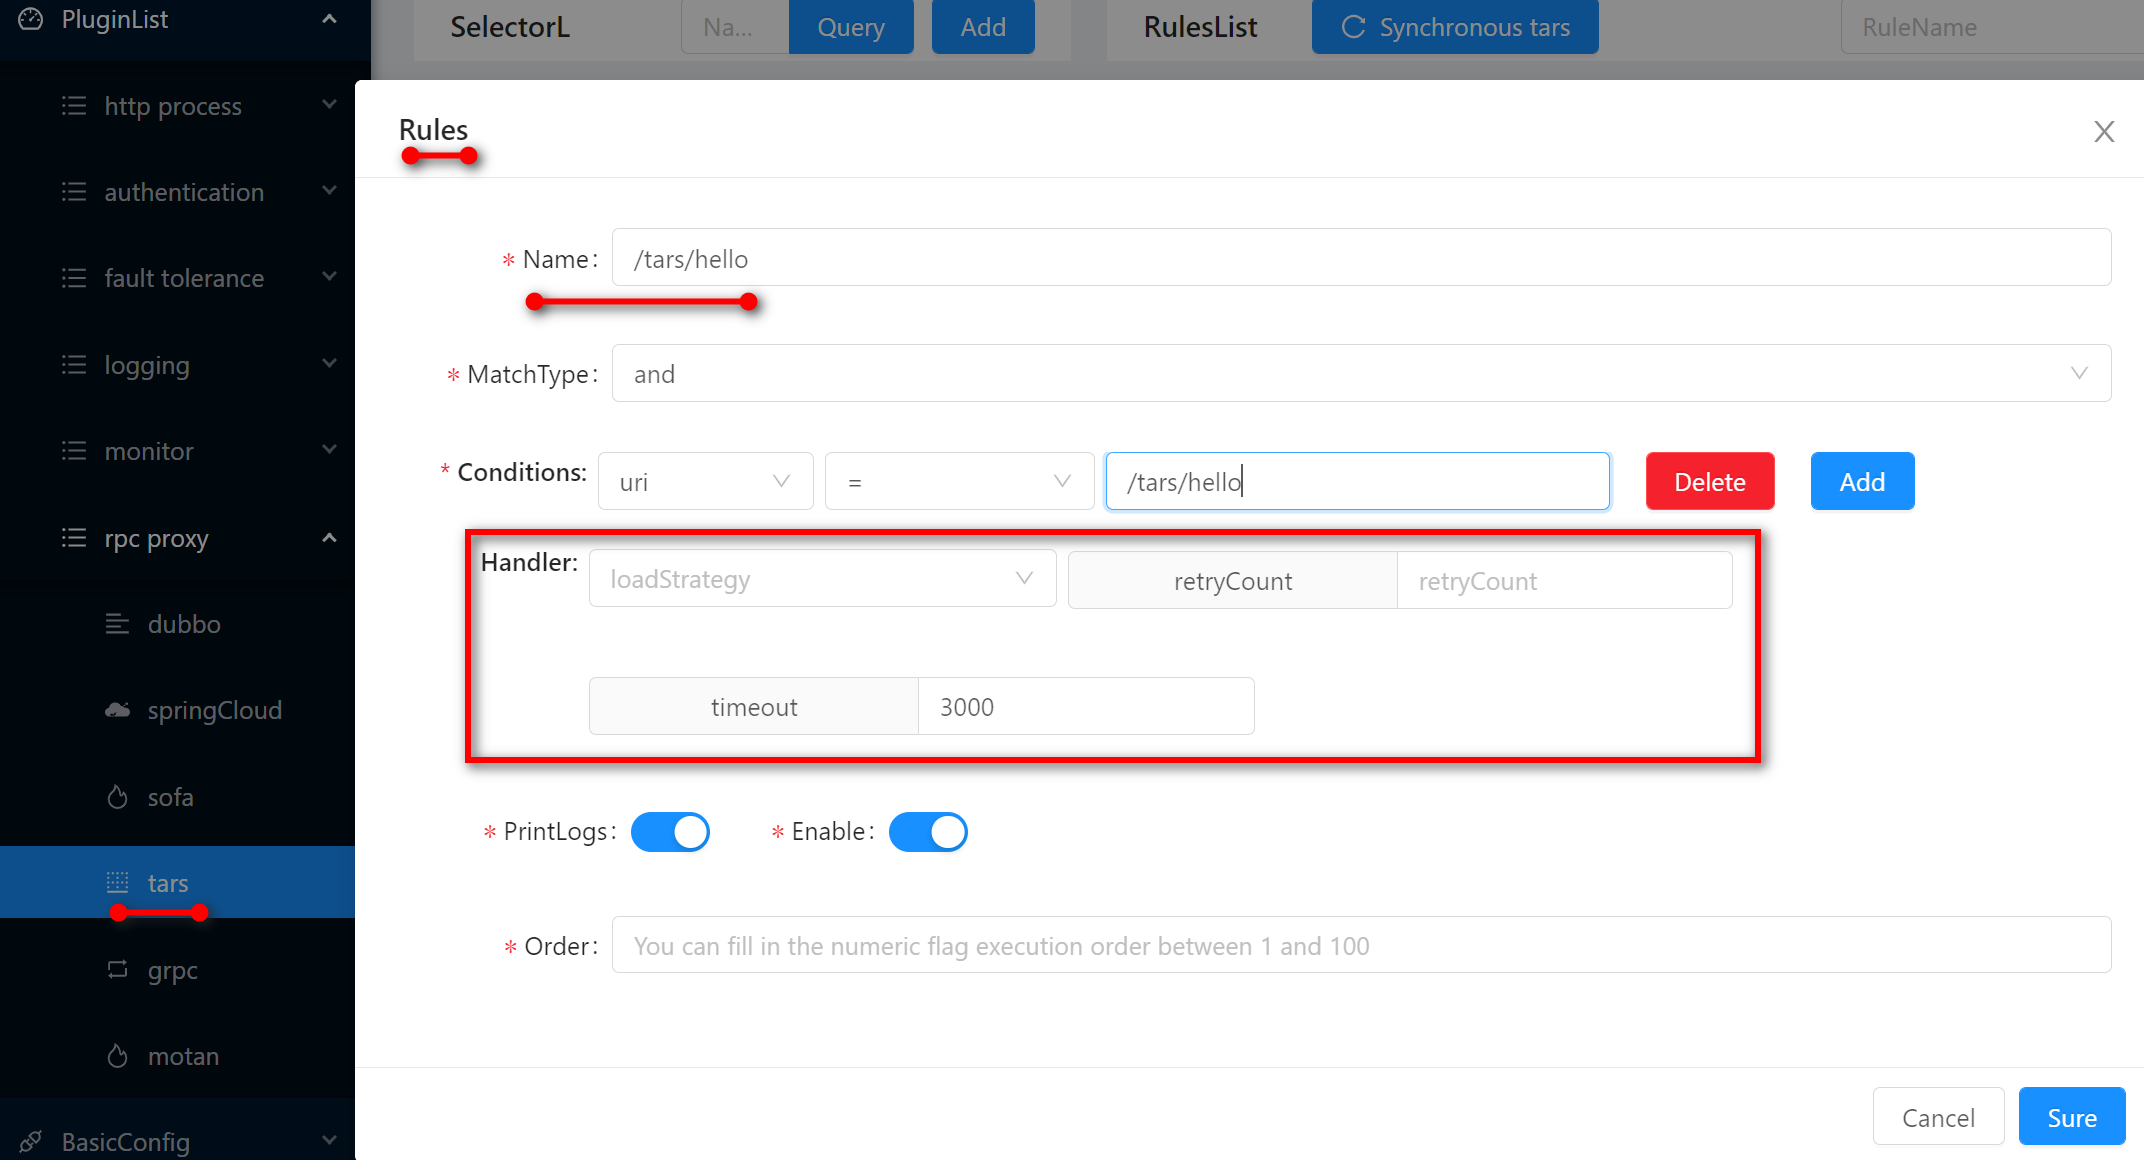 PluginList
http process
authentication
fault tolerance
logging
monitor
rpc proxy
dubbo
springCloud
sofa
tars
grpc
motan
BasicConfig
SelectorL Na... Query Add
RulesList Synchronous tars RuleName
Rules
* Name: /tars/hello
* MatchType: and
* Conditions: uri = /tars/hello Delete Add
Handler: loadStrategy retryCount retryCount
timeout 3000
* PrintLogs: * Enable:
* Order: You can fill in the numeric flag execution order between 1 and 100
Cancel Sure